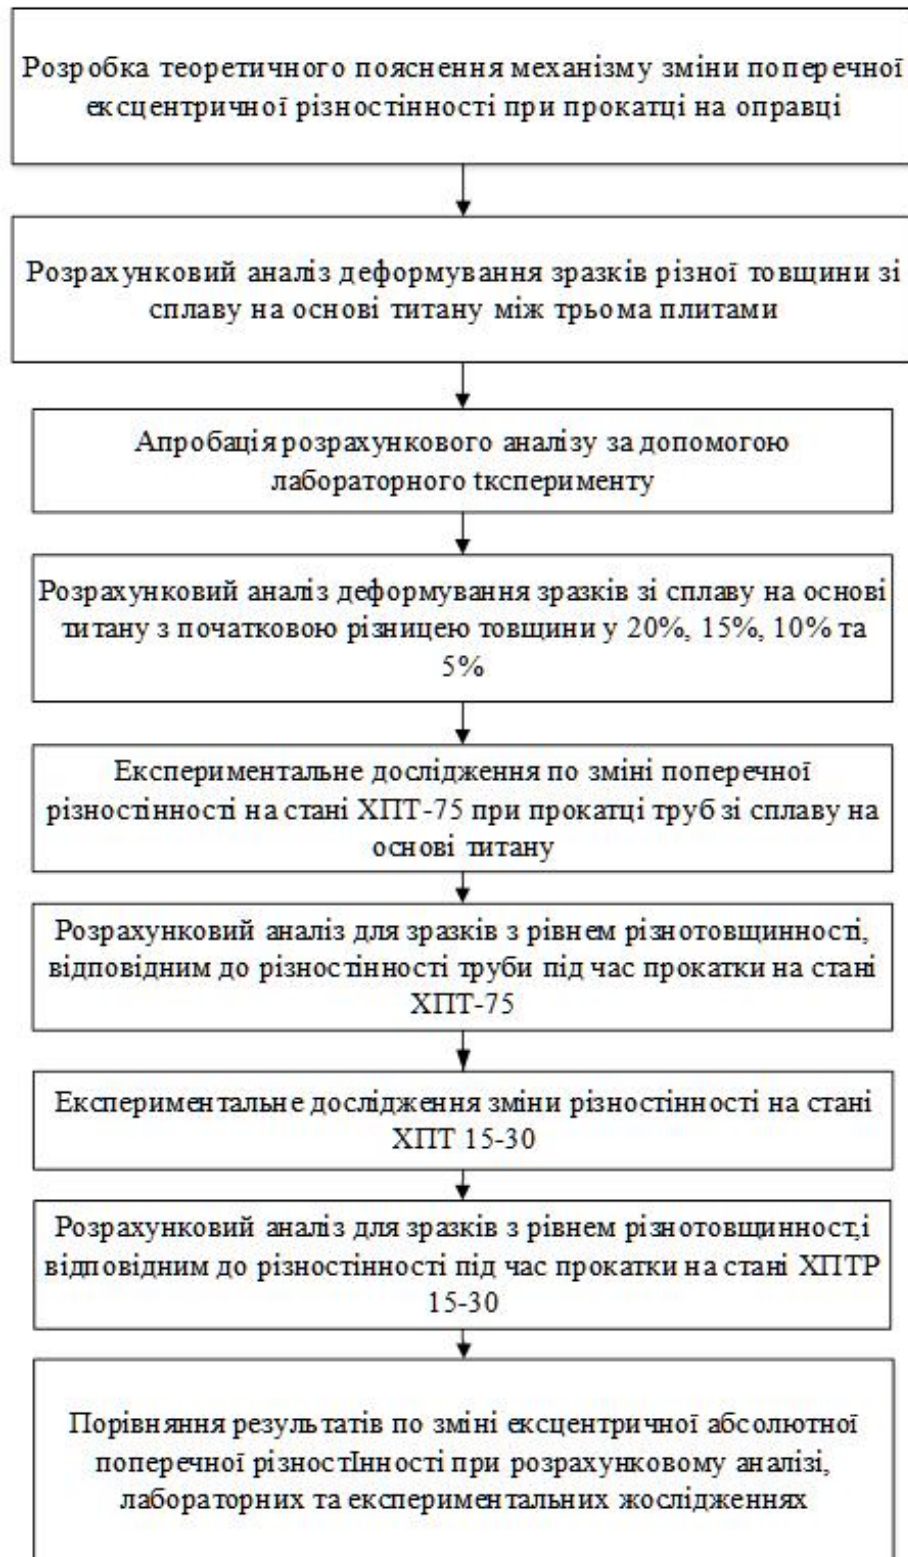 Розробка теоретичного пояснення механізму зміни поперечної
ексцентричної різностінності при прокатці на оправці
Розрахунковий аналіз деформування зразків різної товщини зі
сплаву на основі титану між трьома плитами
Апробація розрахункового аналізу за допомогою
лабораторного tксперименту
Розрахунковий аналіз деформування зразків зі сплаву на основі
титану з початковою різницею товщини у 20%, 15%, 10% та
5%
Експериментальне дослідження по зміні поперечної
різностінності на стані ХПТ-75 при прокатці труб зі сплаву на
основі титану
Розрахунковий аналіз для зразків з рівнем різнотовщинності,
відповідним до різностінності труби під час прокатки на стані
ХПТ-75
Експериментальне дослідження зміни різностінності на стані
ХПТ 15-30
Розрахунковий аналіз для зразків з рівнем різнотовщинност,і
відповідним до різностінності під час прокатки на стані ХПТР
15-30
Порівняння результатів по зміні ексцентричної абсолютної
поперечної різностІнності при розрахунковому аналізі,
лабораторних та експериментальних жослідженнях